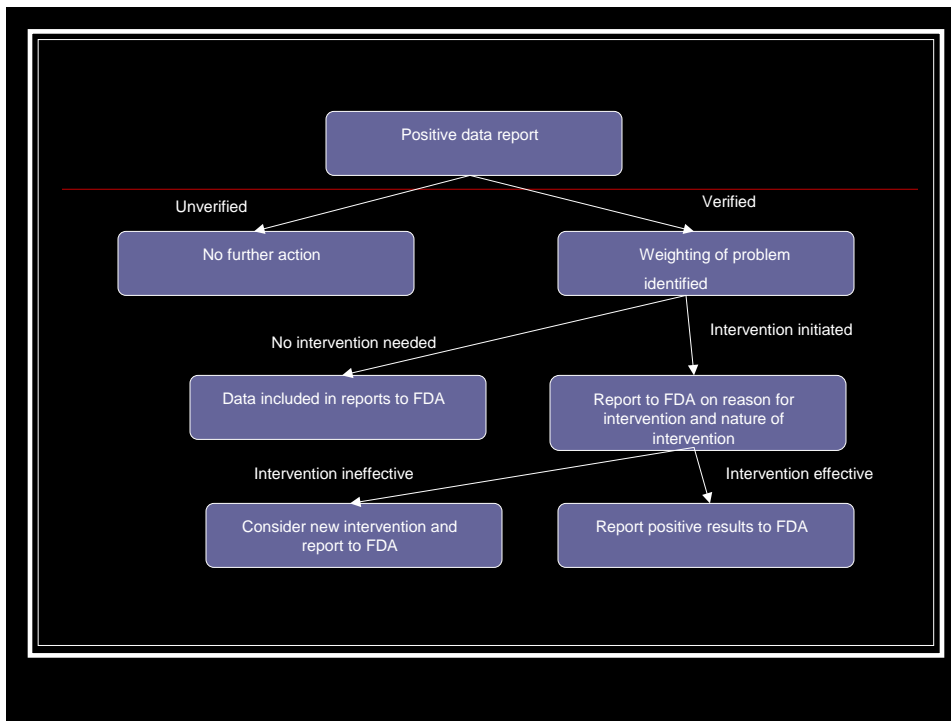 Positive data report
Unverified
Verified
No further action
Weighting of problem
identified
No intervention needed
Intervention initiated
Data included in reports to FDA
Report to FDA on reason for
intervention and nature of
intervention
Intervention ineffective
Intervention effective
Consider new intervention and
report to FDA
Report positive results to FDA